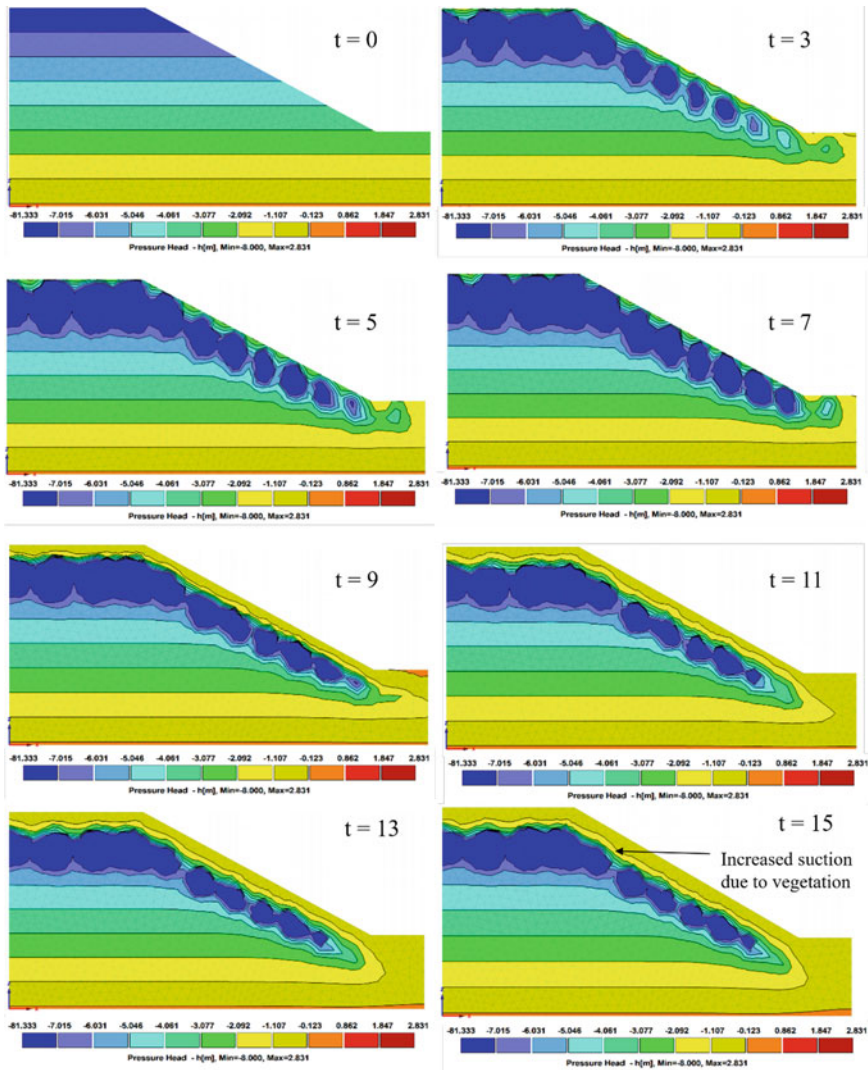 t = 0
-81.333 -7.015 -6.031 -5.046 -4.061 -3.077 -2.092 -1.107 -0.123 0.862 1.847 2.831
Pressure Head - h[m], Min=-8.000, Max=2.831
t = 3
-81.333 -7.015 -6.031 -5.046 -4.061 -3.077 -2.092 -1.107 -0.123 0.862 1.847 2.831
Pressure Head - h[m], Min=-8.000, Max=2.831
t = 5
-81.333 -7.015 -6.031 -5.046 -4.061 -3.077 -2.092 -1.107 -0.123 0.862 1.847 2.831
Pressure Head - h[m], Min=-8.000, Max=2.831
t = 7
-81.333 -7.015 -6.031 -5.046 -4.061 -3.077 -2.092 -1.107 -0.123 0.862 1.847 2.831
Pressure Head - h[m], Min=-8.000, Max=2.831
t = 9
-81.333 -7.015 -6.031 -5.046 -4.061 -3.077 -2.092 -1.107 -0.123 0.862 1.847 2.831
Pressure Head - h[m], Min=-8.000, Max=2.831
t = 11
-81.333 -7.015 -6.031 -5.046 -4.061 -3.077 -2.092 -1.107 -0.123 0.862 1.847 2.831
Pressure Head - h[m], Min=-8.000, Max=2.831
t = 13
-81.333 -7.015 -6.031 -5.046 -4.061 -3.077 -2.092 -1.107 -0.123 0.862 1.847 2.831
Pressure Head - h[m], Min=-8.000, Max=2.831
t = 15
Increased suction
due to vegetation
-81.333 -7.015 -6.031 -5.046 -4.061 -3.077 -2.092 -1.107 -0.123 0.862 1.847 2.831
Pressure Head - h[m], Min=-8.000, Max=2.831